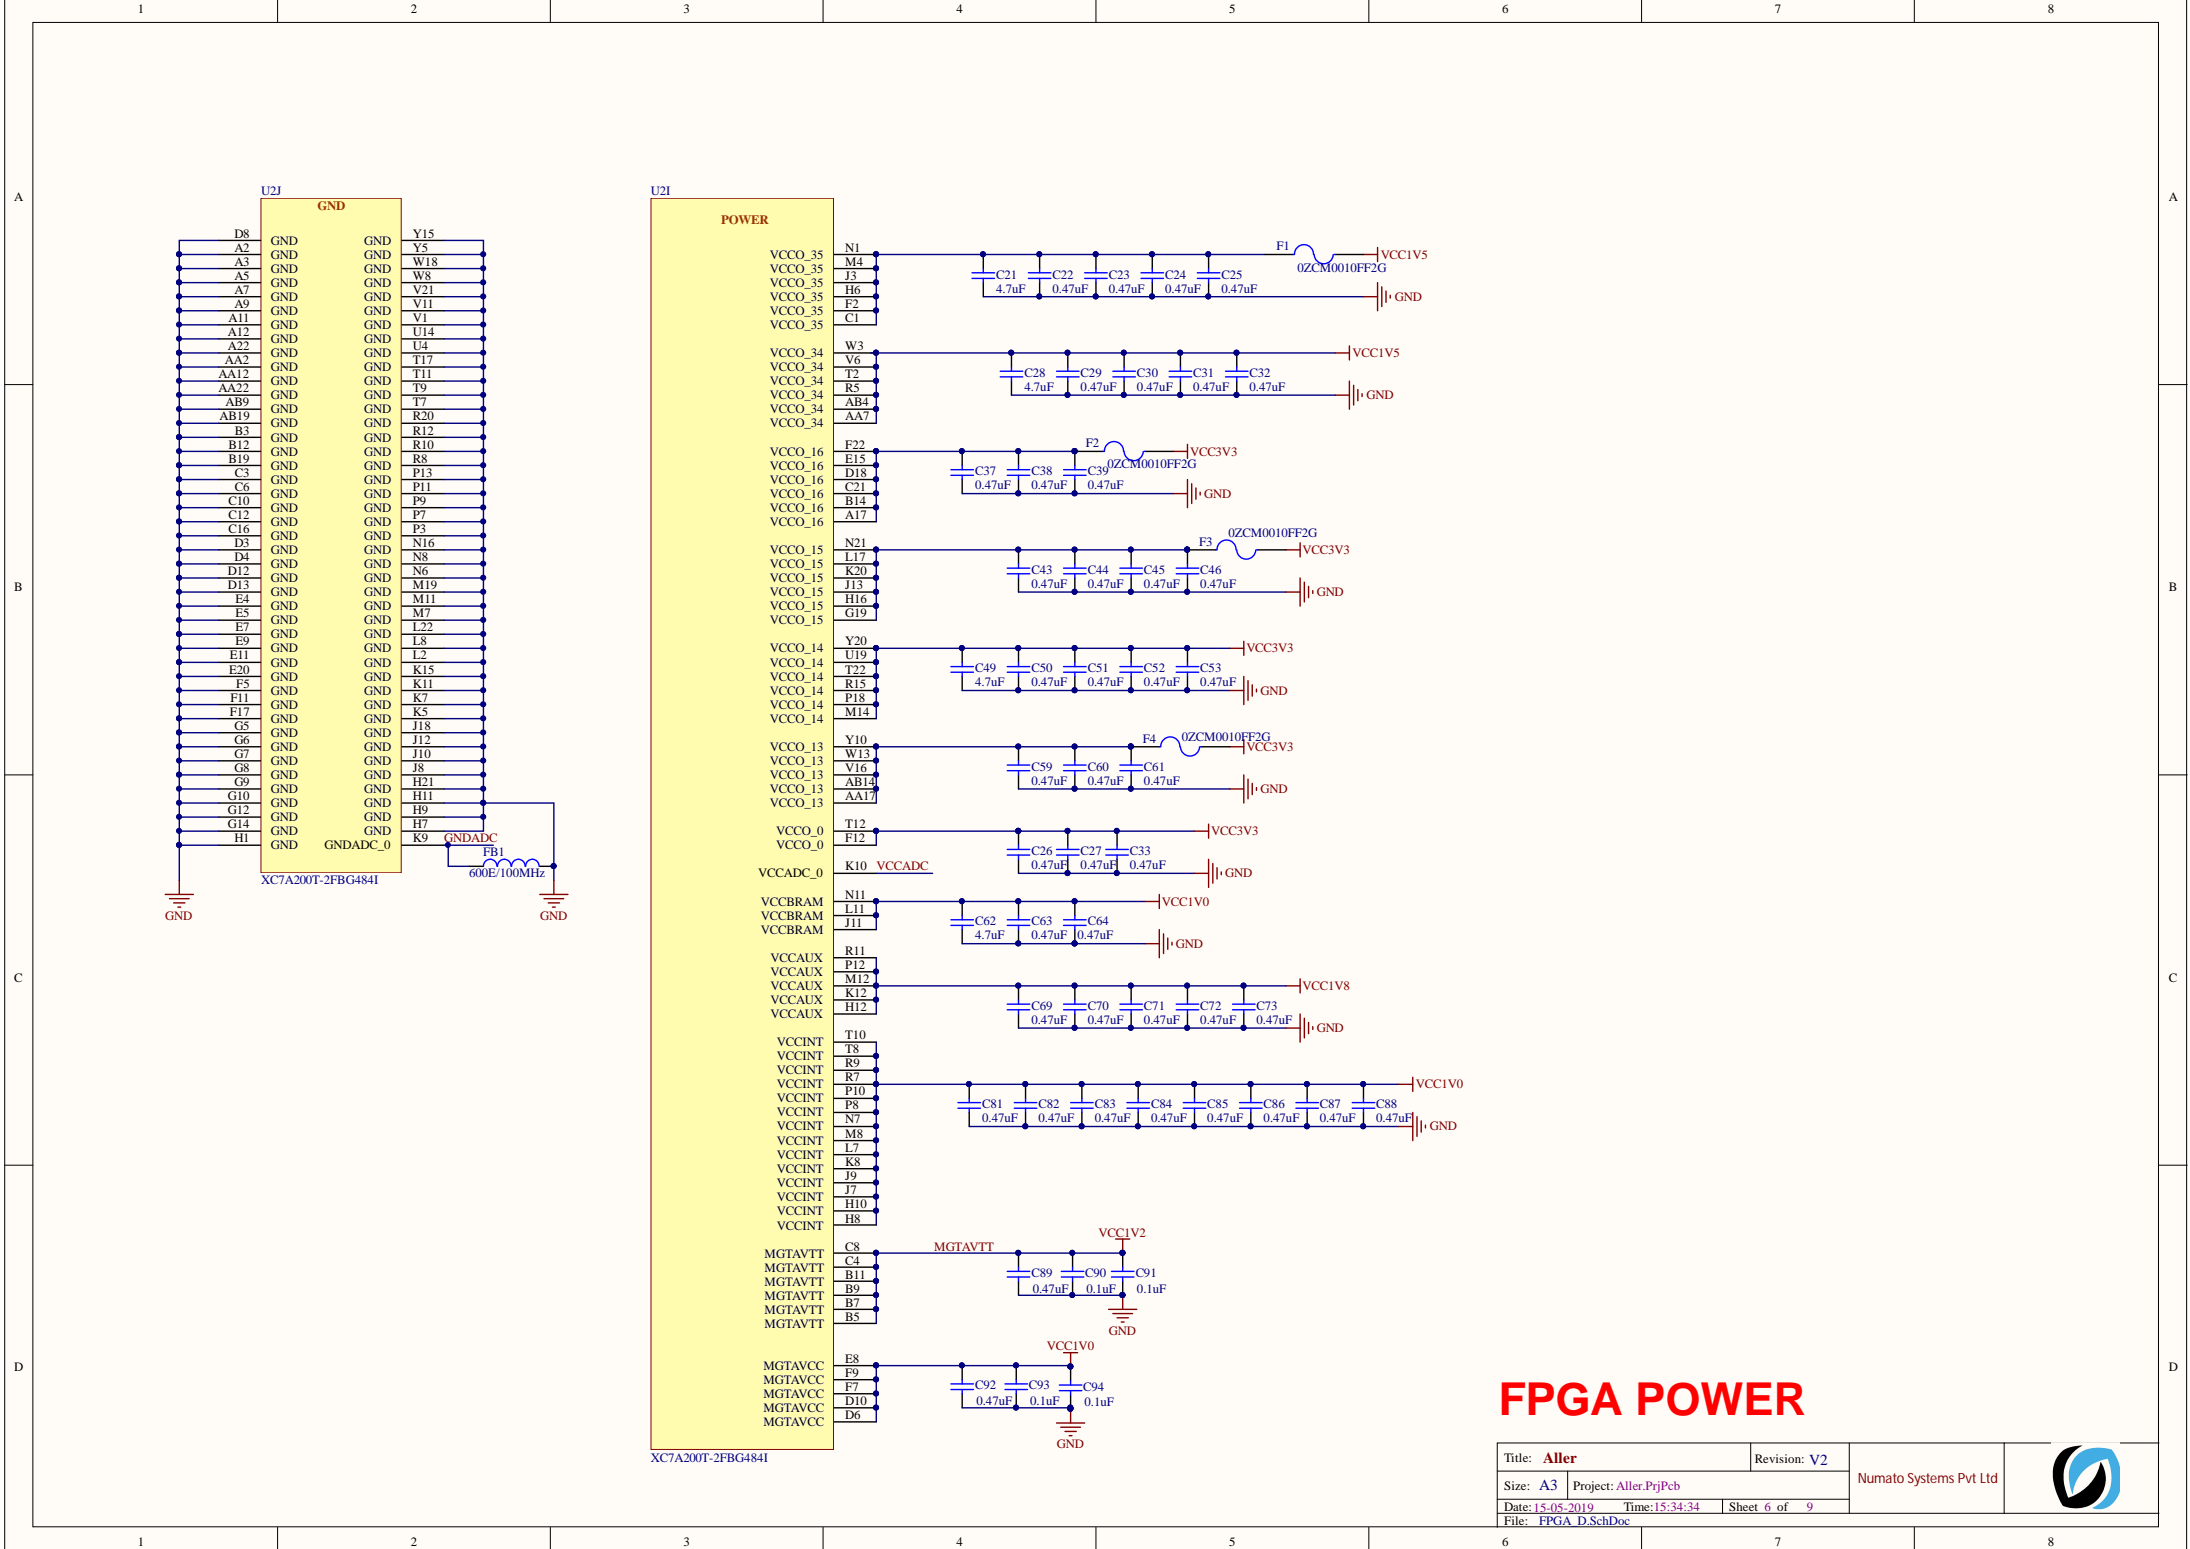 1 2 3 4 5 6 7 8
A A
B B
C C
D D
U2J
GND
D8 GND GND Y15
A2 GND GND Y5
A3 GND GND W18
A5 GND GND W8
A7 GND GND V21
A9 GND GND V11
A11 GND GND V1
A12 GND GND U14
A22 GND GND U4
AA2 GND GND T17
AA12 GND GND T11
AA22 GND GND T9
AB9 GND GND T7
AB19 GND GND R20
B3 GND GND R12
B12 GND GND R10
B19 GND GND R8
C3 GND GND P13
C6 GND GND P11
C10 GND GND P9
C12 GND GND P7
C16 GND GND P3
D3 GND GND N16
D4 GND GND N8
D12 GND GND N6
D13 GND GND M19
E4 GND GND M11
E5 GND GND M7
E7 GND GND L22
E9 GND GND L8
E11 GND GND L2
E20 GND GND K15
F5 GND GND K11
F11 GND GND K7
F17 GND GND K5
G5 GND GND J18
G6 GND GND J12
G7 GND GND J10
G8 GND GND J8
G9 GND GND H21
G10 GND GND H11
G12 GND GND H9
G14 GND GND H7
H1 GND GNDADC_0 K9 GNDADC
FB1
600E/100MHz
XC7A200T-2FBG484I
GND GND
U2I
POWER
VCCO_35 N1 F1 VCC1V5
0ZCM0010FF2G
VCCO_35 M4
VCCO_35 J3 C21 C22 C23 C24 C25
4.7uF 0.47uF 0.47uF 0.47uF 0.47uF
VCCO_35 H6 GND
VCCO_35 F2
VCCO_35 C1
VCCO_34 W3 VCC1V5
VCCO_34 V6
VCCO_34 T2 C28 C29 C30 C31 C32
4.7uF 0.47uF 0.47uF 0.47uF 0.47uF
VCCO_34 R5 GND
VCCO_34 AB4
VCCO_34 AA7
VCCO_16 F22 F2 VCC3V3
0ZCM0010FF2G
VCCO_16 E15
VCCO_16 D18 C37 C38 C39
0.47uF 0.47uF 0.47uF
VCCO_16 C21 GND
VCCO_16 B14
VCCO_16 A17
0ZCM0010FF2G
VCCO_15 N21 F3 VCC3V3
VCCO_15 L17
VCCO_15 K20 C43 C44 C45 C46
0.47uF 0.47uF 0.47uF 0.47uF
VCCO_15 J13 GND
VCCO_15 H16
VCCO_15 G19
VCCO_14 Y20 VCC3V3
VCCO_14 U19
VCCO_14 T22 C49 C50 C51 C52 C53
4.7uF 0.47uF 0.47uF 0.47uF 0.47uF
VCCO_14 R15 GND
VCCO_14 P18
VCCO_14 M14
VCCO_13 Y10 F4 0ZCM0010FF2G VCC3V3
VCCO_13 W13
VCCO_13 V16 C59 C60 C61
0.47uF 0.47uF 0.47uF
VCCO_13 AB14 GND
VCCO_13 AA17
VCCO_0 T12 VCC3V3
VCCO_0 F12 C26 C27 C33
0.47uF 0.47uF 0.47uF
GND
VCCADC_0 K10 VCCADC
VCCBRAM N11 VCC1V0
VCCBRAM L11 C62 C63 C64
4.7uF 0.47uF 0.47uF
VCCBRAM J11 GND
VCCAUX R11
VCCAUX P12
VCCAUX M12 VCC1V8
VCCAUX K12 C69 C70 C71 C72 C73
0.47uF 0.47uF 0.47uF 0.47uF 0.47uF
VCCAUX H12 GND
VCCINT T10
VCCINT T8
VCCINT R9
VCCINT R7 VCC1V0
VCCINT P10 C81 C82 C83 C84 C85 C86 C87 C88
VCCINT P8 0.47uF 0.47uF 0.47uF 0.47uF 0.47uF 0.47uF 0.47uF 0.47uF
VCCINT N7 GND
VCCINT M8
VCCINT L7
VCCINT K8
VCCINT J9
VCCINT J7
VCCINT H10
VCCINT H8
VCC1V2
MGTAVTT C8 MGTAVTT
MGTAVTT C4 C89 C90 C91
MGTAVTT B11 0.47uF 0.1uF 0.1uF
MGTAVTT B9
MGTAVTT B7
MGTAVTT B5 GND
VCC1V0
MGTAVCC E8
MGTAVCC F9 C92 C93 C94
MGTAVCC F7 0.47uF 0.1uF 0.1uF
MGTAVCC D10
MGTAVCC D6
GND
XC7A200T-2FBG484I
FPGA POWER
Title: Aller Revision: V2
Size: A3 Project: Aller.PrjPcb
Date: 15-05-2019 Time: 15:34:34 Sheet 6 of 9
File: FPGA_D.SchDoc
Numato Systems Pvt Ltd
1 2 3 4 5 6 7 8